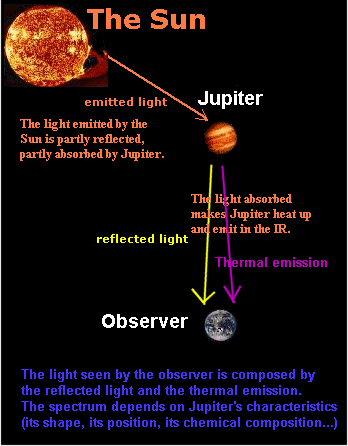 The Sun
emitted light
Jupiter
The light emitted by the
Sun is partly reflected,
partly absorbed by Jupiter.
The light absorbed
makes Jupiter heat up
and emit in the IR.
reflected light
Thermal emission
Observer
The light seen by the observer is composed by
the reflected light and the thermal emission.
The spectrum depends on Jupiter's characteristics
(its shape, its position, its chemical composition...)